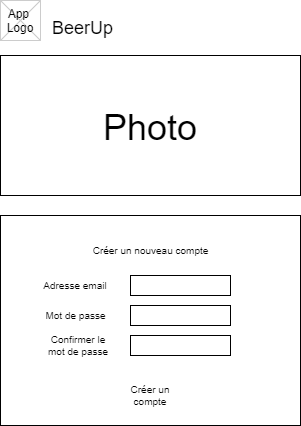 App
Logo
BeerUp
Photo
Créer un nouveau compte
Adresse email
Mot de passe
Confirmer le
mot de passe
Créer un
compte